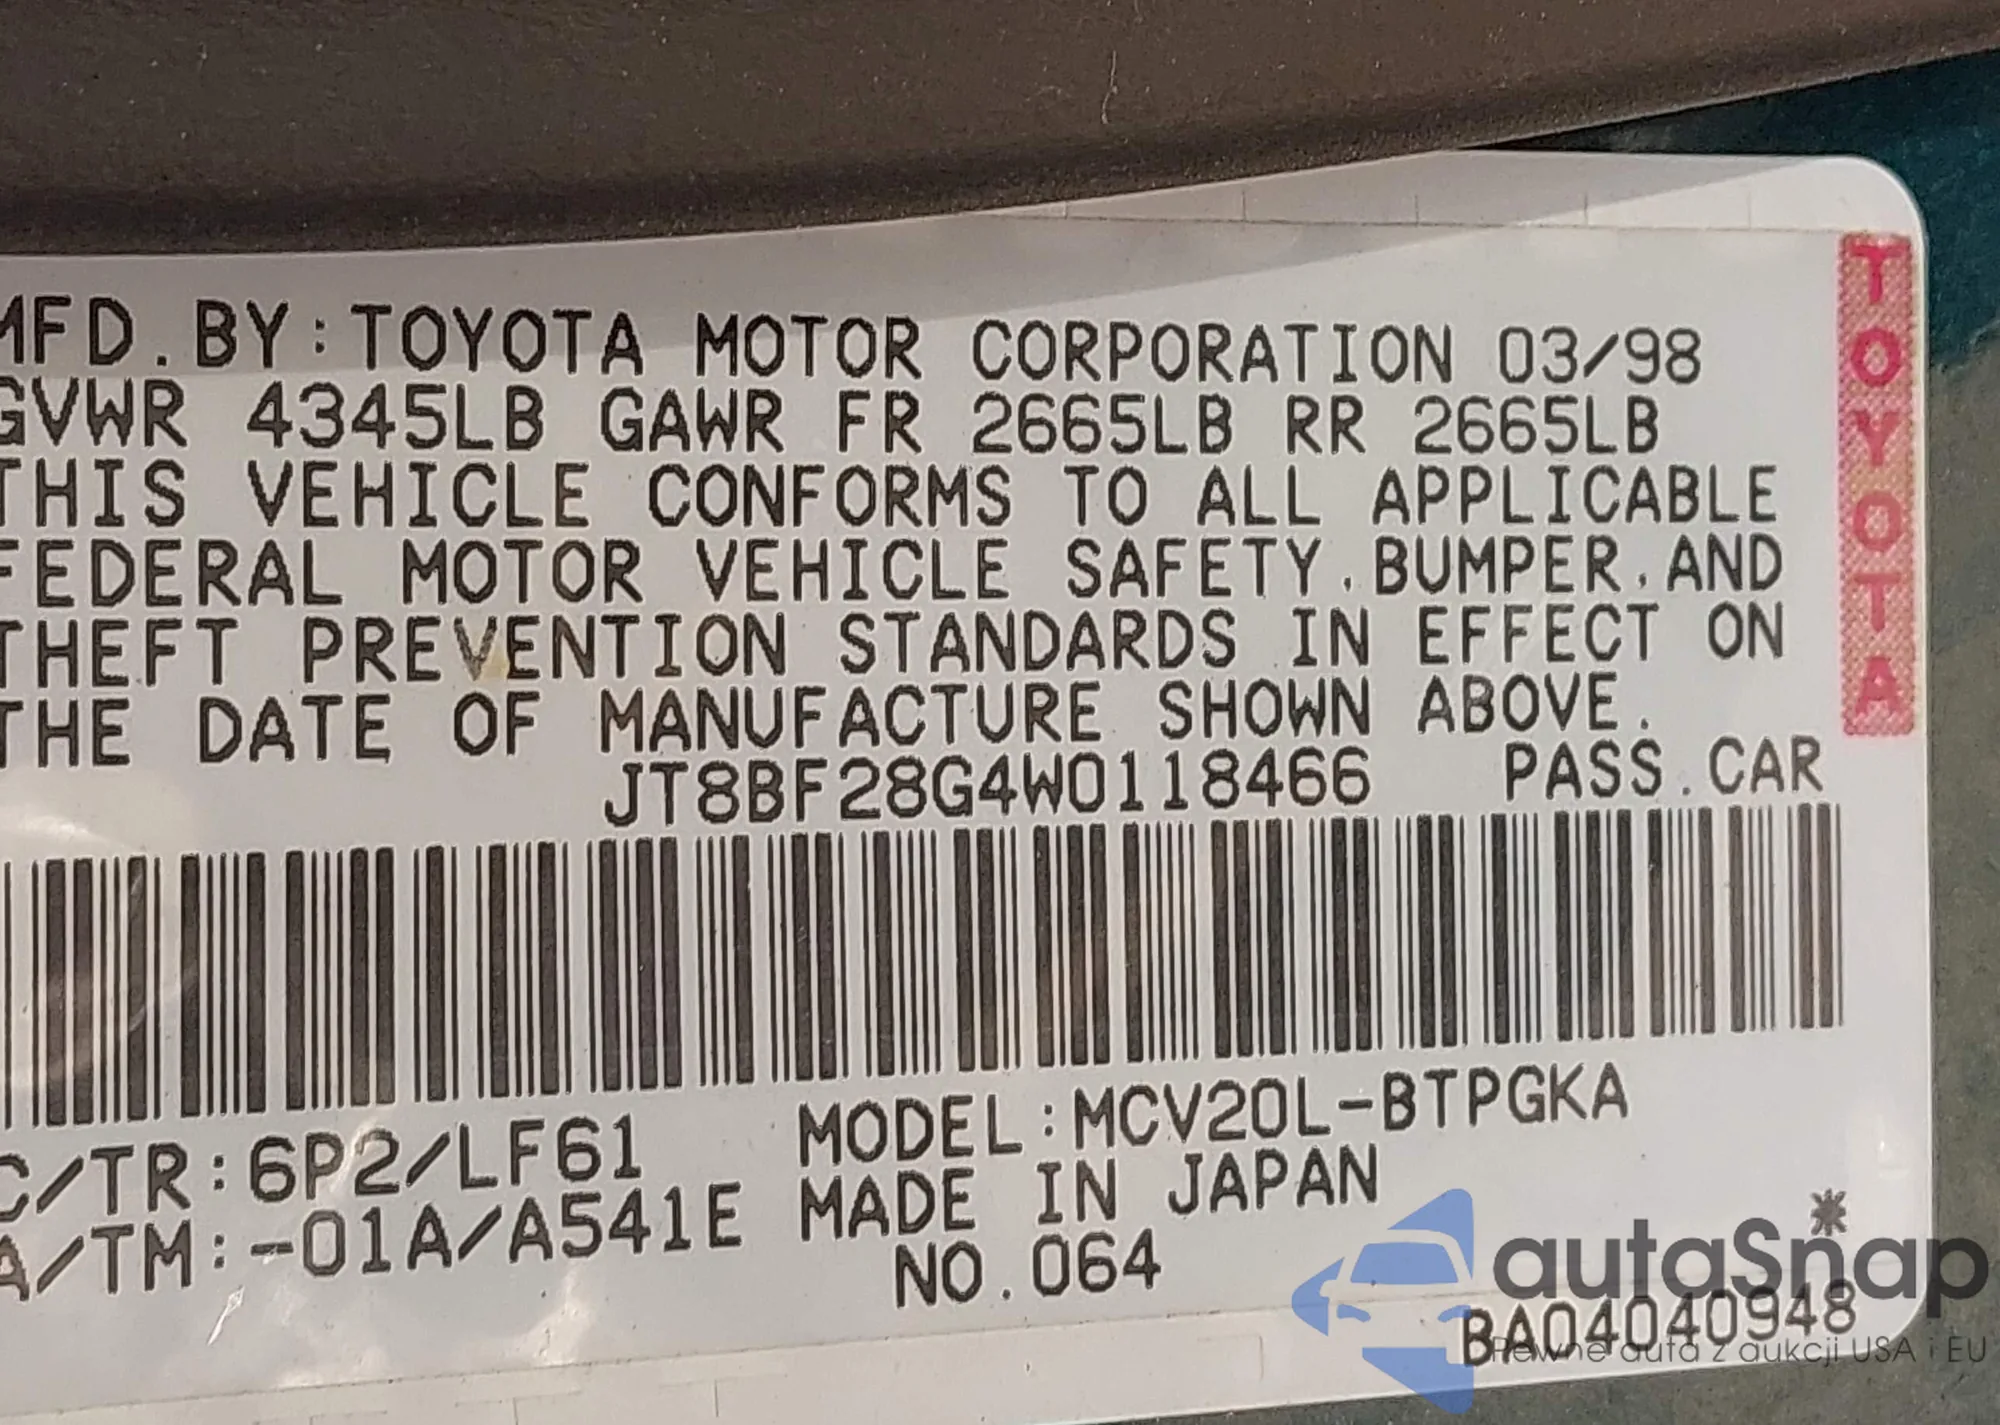 MFD.BY:TOYOTA MOTOR CORPORATION 03/98
GVWR 4345LB GAWR FR 2665LB RR 2665LB
THIS VEHICLE CONFORMS TO ALL APPLICABLE
FEDERAL MOTOR VEHICLE SAFETY,BUMPER,AND
THEFT PREVENTION STANDARDS IN EFFECT ON
THE DATE OF MANUFACTURE SHOWN ABOVE.
JT8BF28G4W0118466 PASS.CAR
C/TR:6P2/LF61 MODEL:MCV20L-BTPGKA
A/TM:-01A/A541E MADE IN JAPAN
NO.064 *
BA04040948
TOYOTA
autaSnap
Pewne auta z aukcji USA i EU